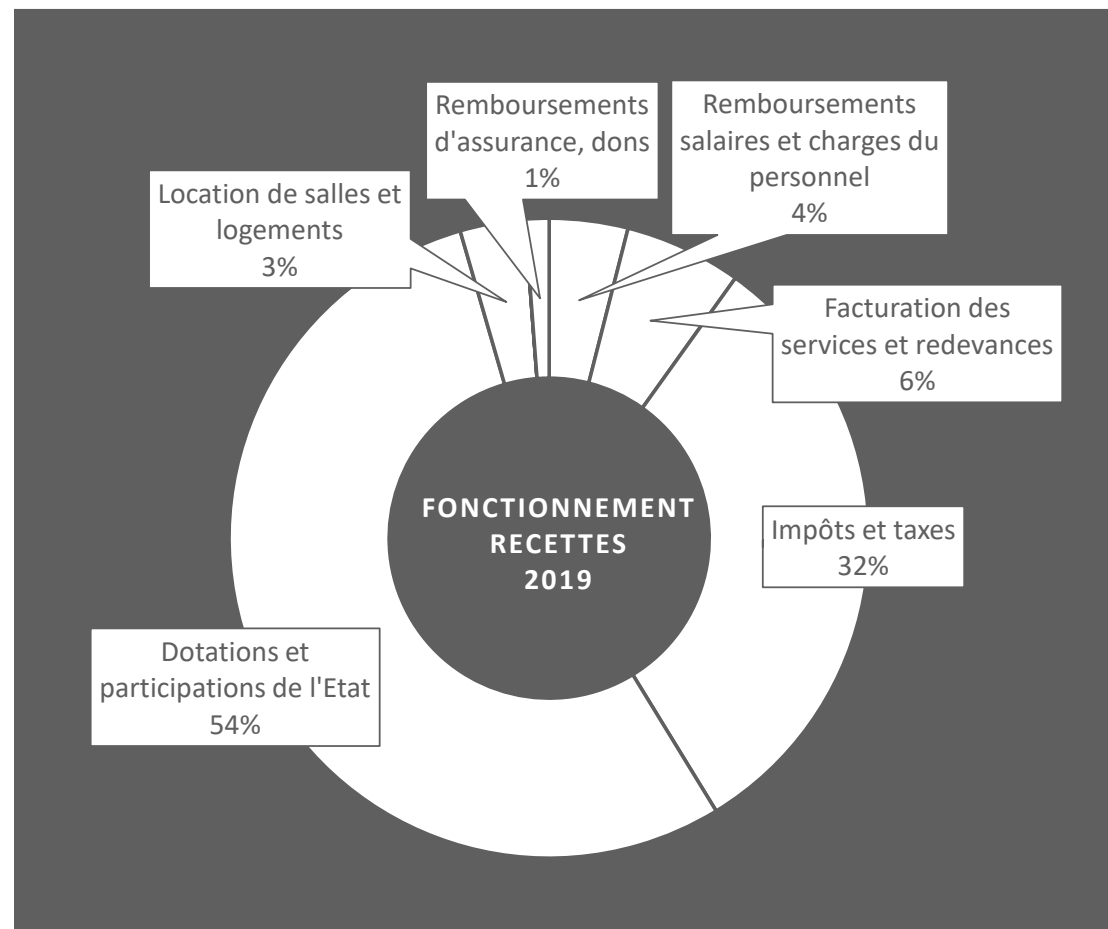 Remboursements
d'assurance, dons
1%
Remboursements
salaires et charges du
personnel
4%
Location de salles et
logements
3%
Facturation des
services et redevances
6%
FONCTIONNEMENT
RECETTES
2019
Impôts et taxes
32%
Dotations et
participations de l'Etat
54%